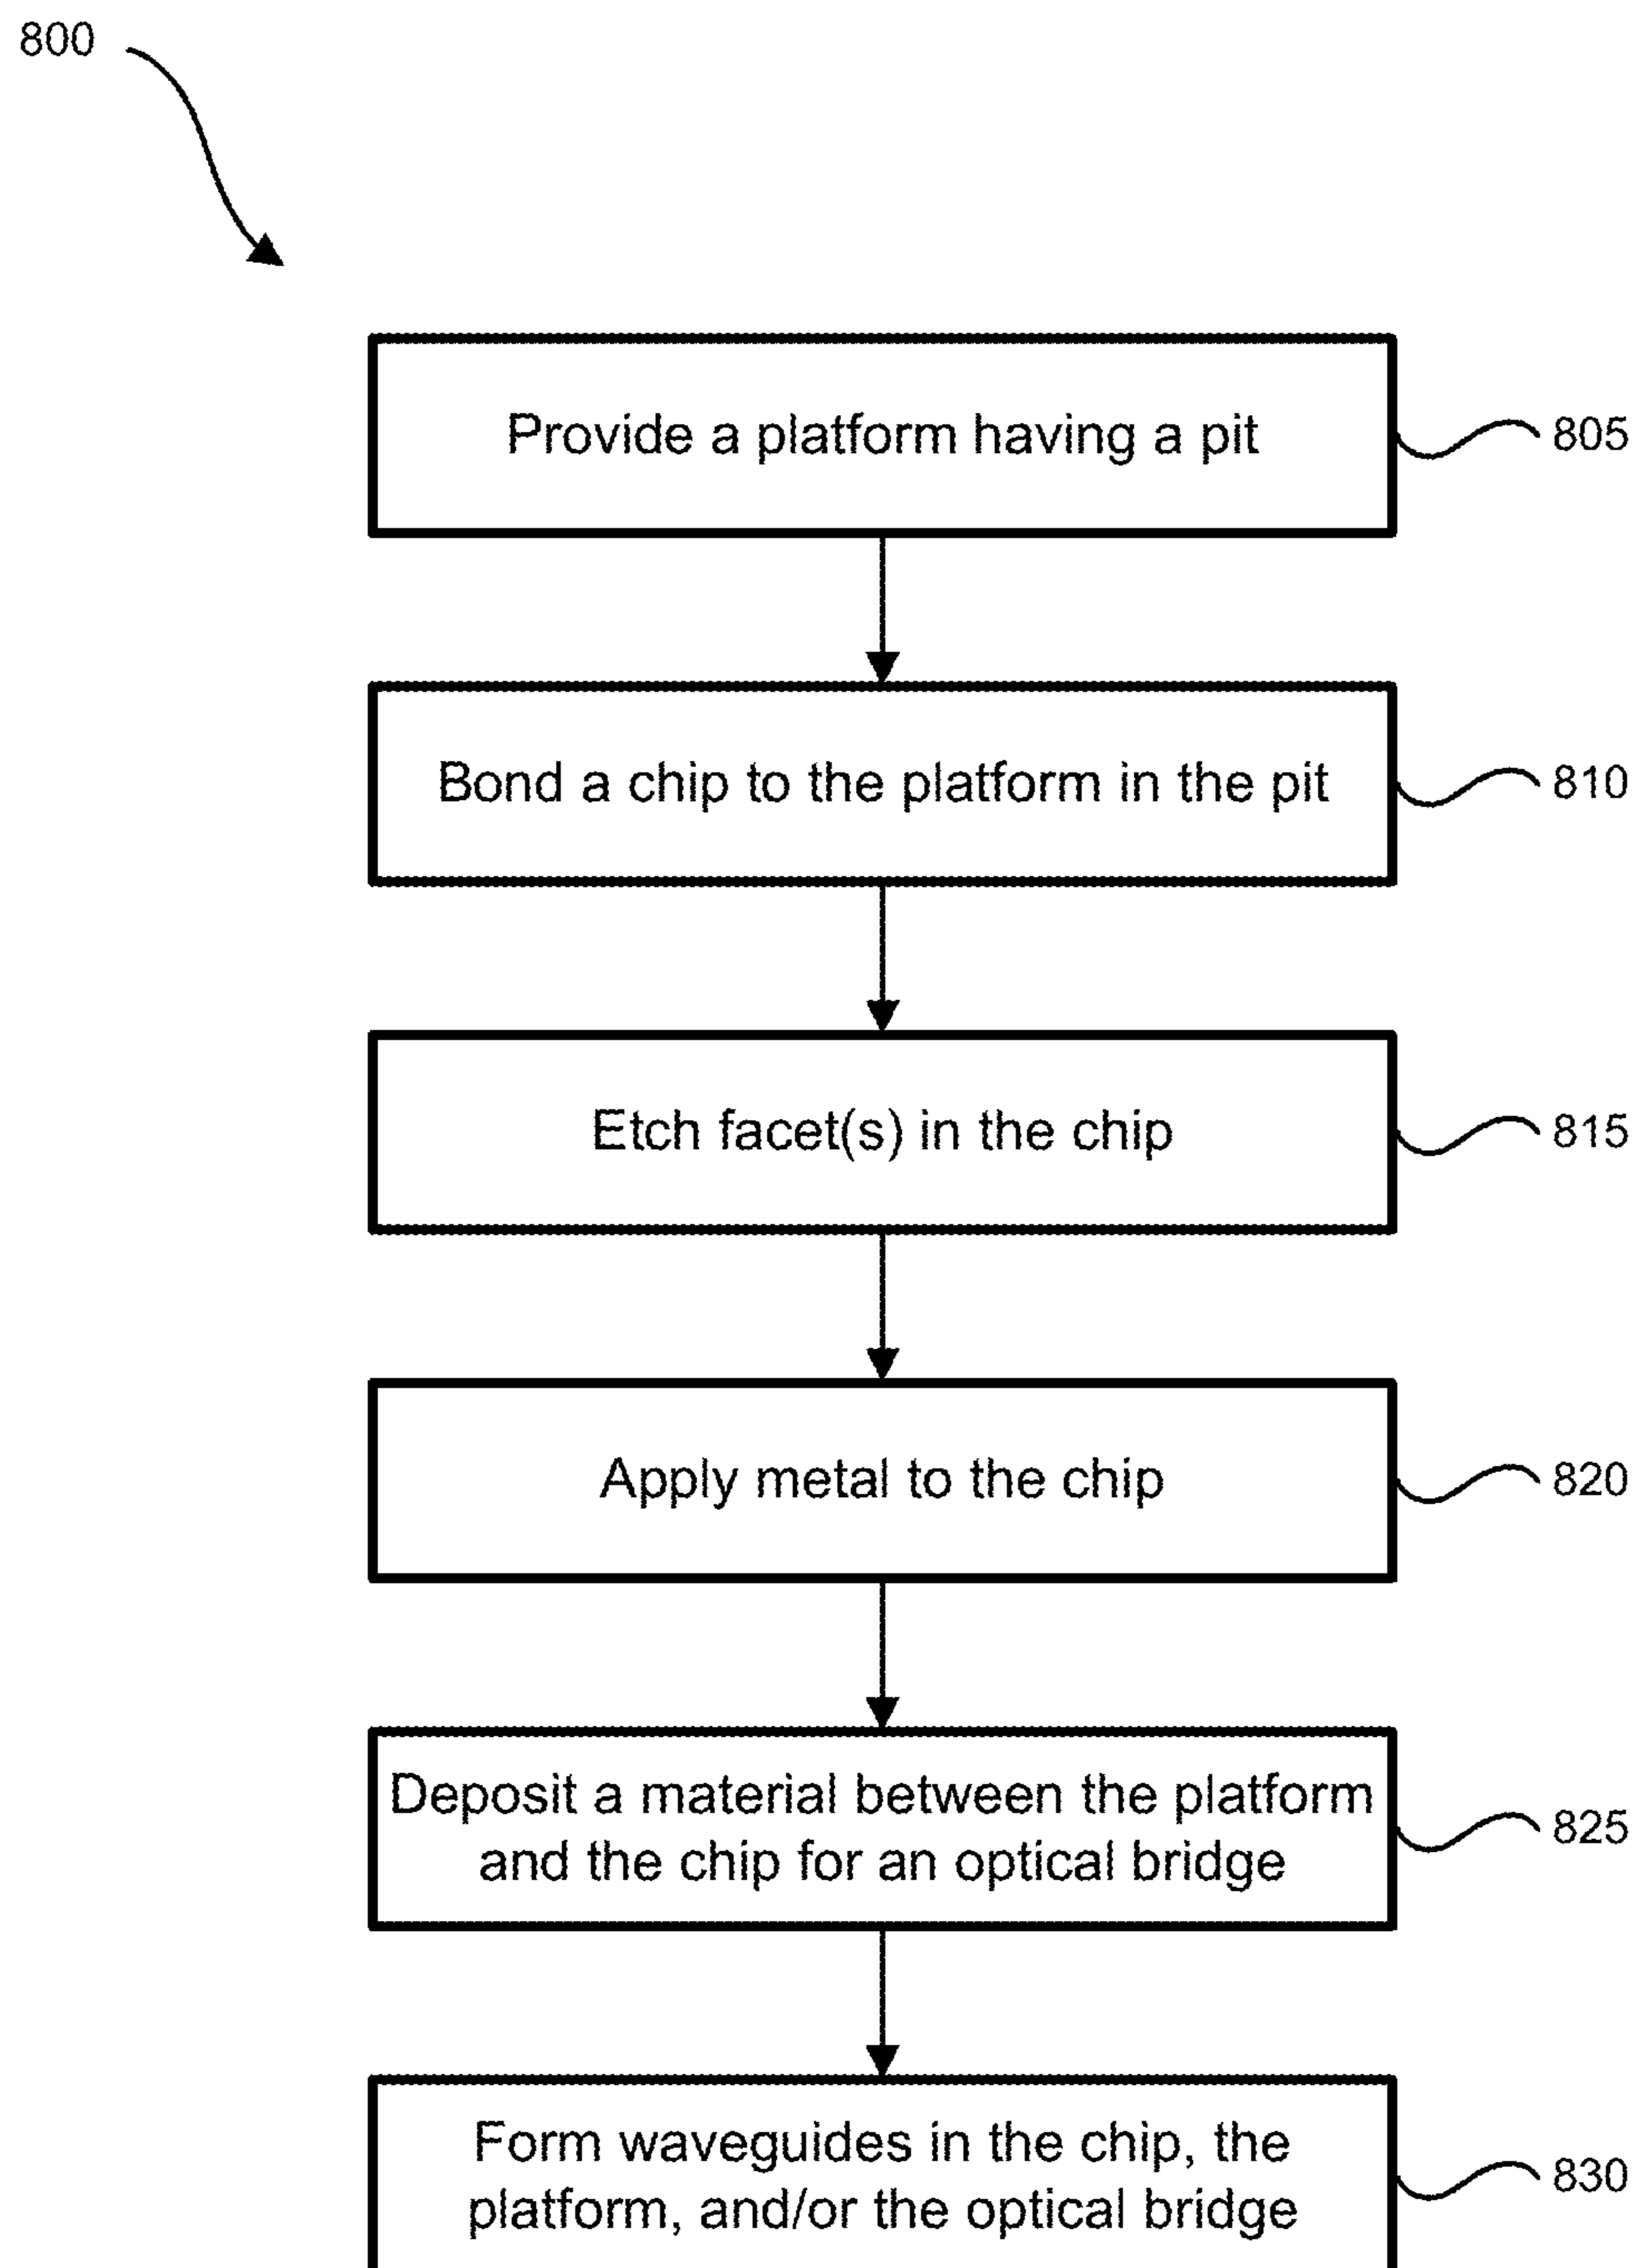 800
Provide a platform having a pit
805
Bond a chip to the platform in the pit
810
Etch facet(s) in the chip
815
Apply metal to the chip
820
Deposit a material between the platform
and the chip for an optical bridge
825
Form waveguides in the chip, the
platform, and/or the optical bridge
830